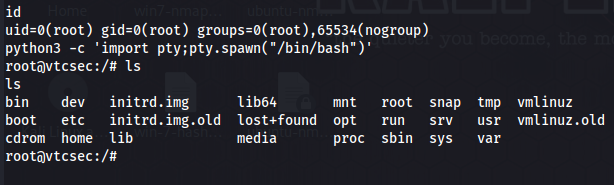 id
uid=0(root) gid=0(root) groups=0(root),65534(nogroup)
python3 -c 'import pty;pty.spawn("/bin/bash")'
root@vtcsec:/# ls
ls
bin    dev   initrd.img      lib64       mnt   root  snap  tmp  vmlinuz
boot   etc   initrd.img.old  lost+found  opt   run   srv   usr  vmlinuz.old
cdrom  home  lib             media       proc  sbin  sys   var
root@vtcsec:/#